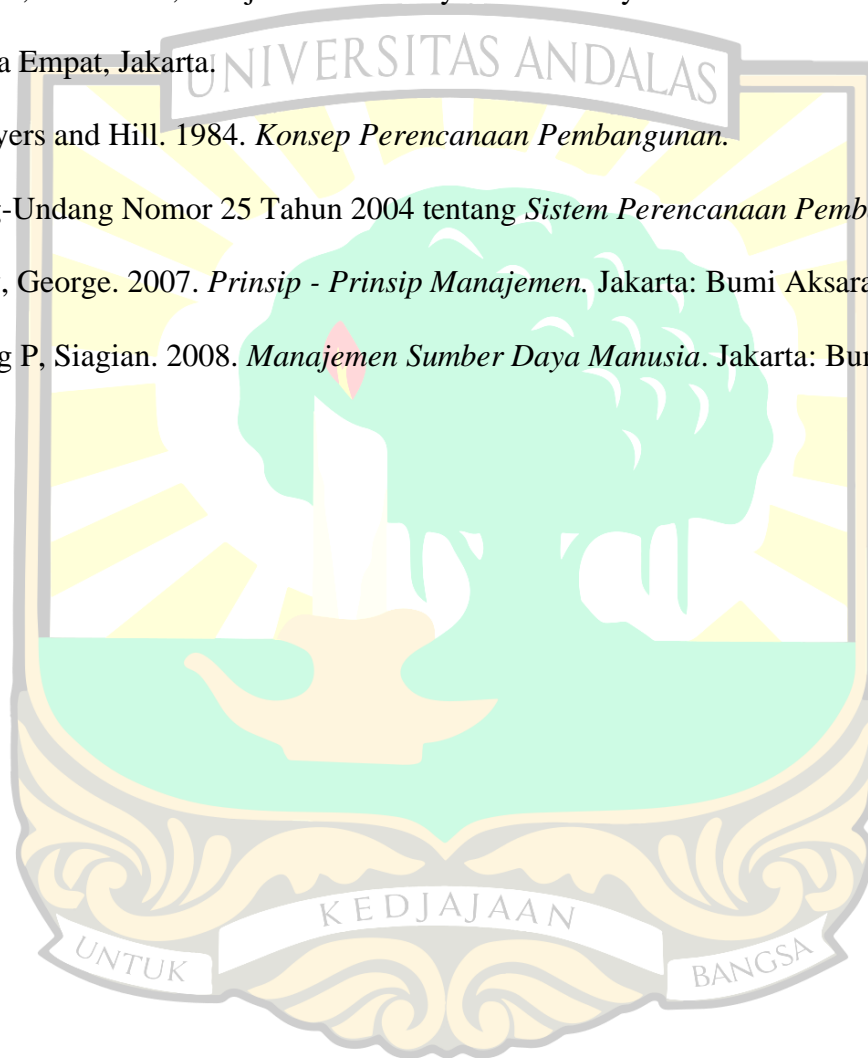 a Empat, Jakarta.
yers and Hill. 1984. Konsep Perencanaan Pembangunan.
g-Undang Nomor 25 Tahun 2004 tentang Sistem Perencanaan Pemb
, George. 2007. Prinsip - Prinsip Manajemen. Jakarta: Bumi Aksara
g P, Siagian. 2008. Manajemen Sumber Daya Manusia. Jakarta: Bu
UNIVERSITAS ANDALAS
UNTUK
KEDJAJAAN
BANGSA